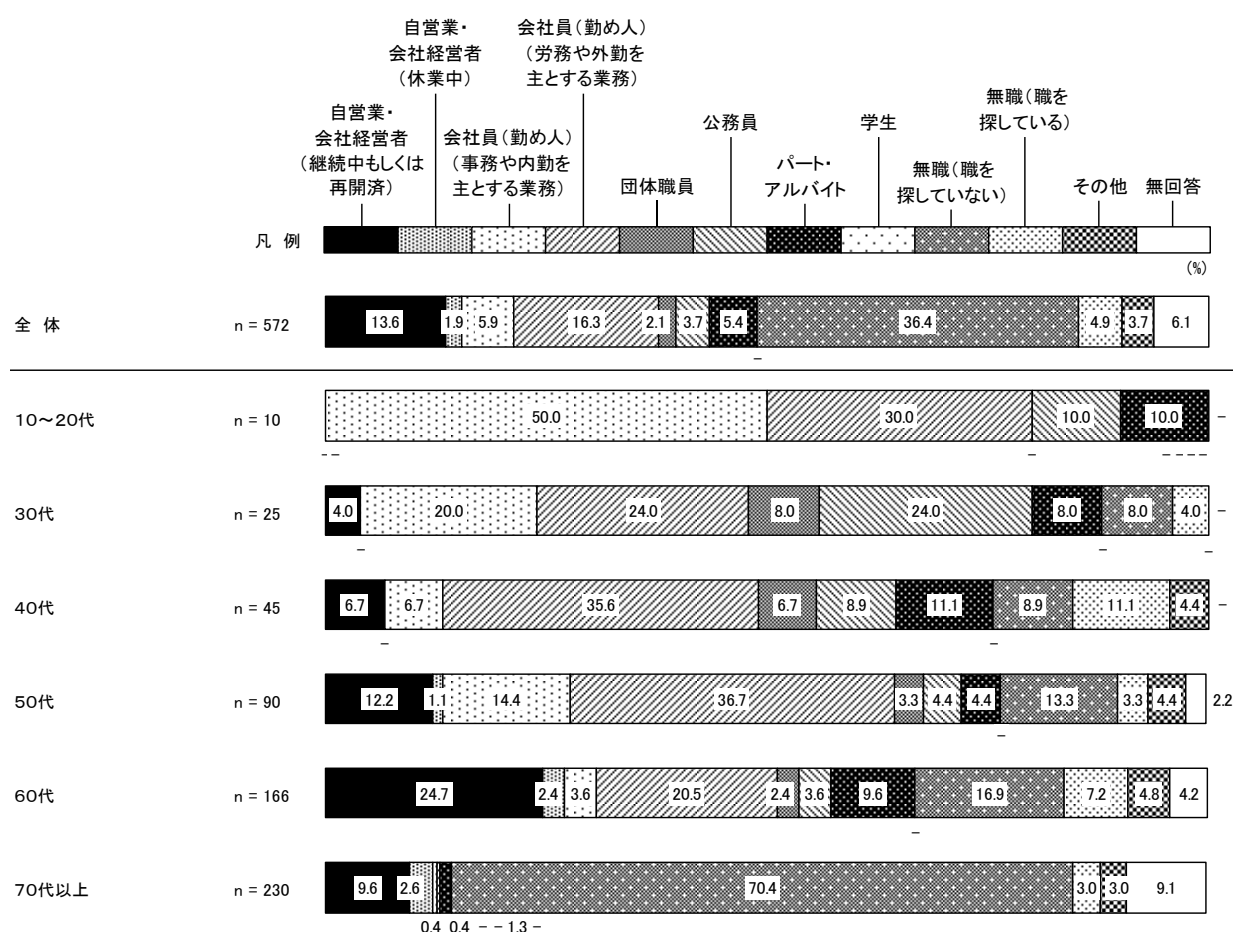 自営業・
会社経営者
（休業中）
会社員（勤め人）
（労務や外勤を
主とする業務）
自営業・
会社経営者
（継続中もしくは
再開済）
会社員（勤め人）
（事務や内勤を
主とする業務）
団体職員
公務員
パート・
アルバイト
学生
無職（職を
探していない）
無職（職を
探している）
その他
無回答
凡 例
(%)
全 体 n = 572 13.6 1.9 5.9 16.3 2.1 3.7 5.4 36.4 4.9 3.7 6.1
–
10～20代 n = 10 50.0 30.0 10.0 10.0 –
– – – – – – –
30代 n = 25 4.0 20.0 24.0 8.0 24.0 8.0 8.0 4.0 –
– – –
40代 n = 45 6.7 6.7 35.6 6.7 8.9 11.1 8.9 11.1 4.4 –
– –
50代 n = 90 12.2 1.1 14.4 36.7 3.3 4.4 4.4 13.3 3.3 4.4 2.2
–
60代 n = 166 24.7 2.4 3.6 20.5 2.4 3.6 9.6 16.9 7.2 4.8 4.2
–
70代以上 n = 230 9.6 2.6 70.4 3.0 3.0 9.1
0.4 0.4 – – 1.3 –